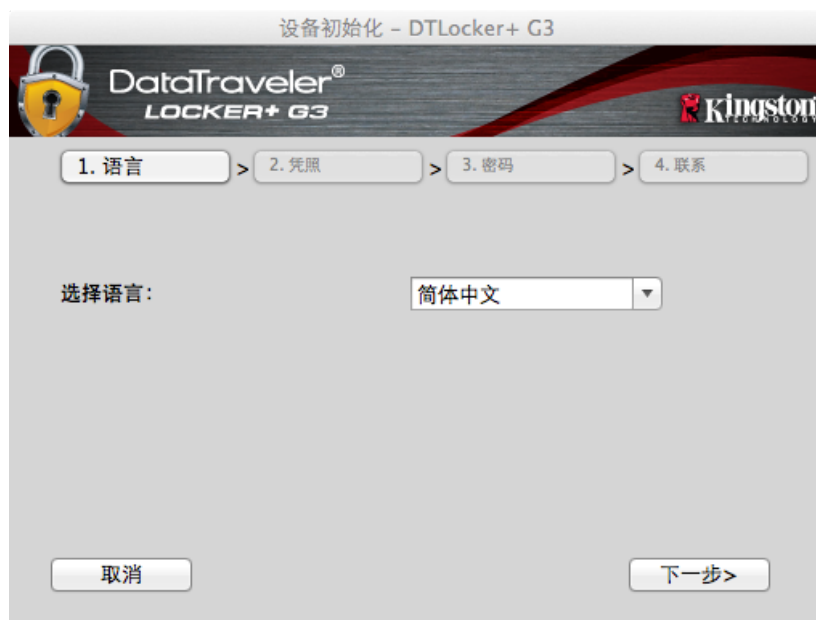 设备初始化 – DTLocker+ G3
DataTraveler®
LOCKER+ G3
Kingston
TECHNOLOGY
1. 语言 > 2. 凭照 > 3. 密码 > 4. 联系
选择语言： 简体中文
取消 下一步>